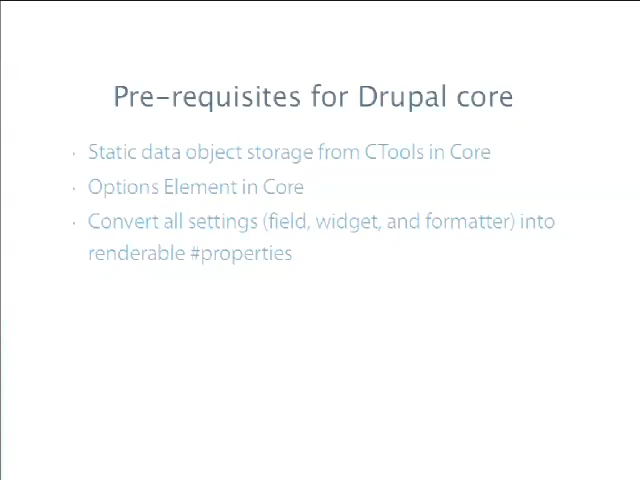 Pre-requisites for Drupal core
· Static data object storage from CTools in Core
· Options Element in Core
· Convert all settings (field, widget, and formatter) into
renderable #properties